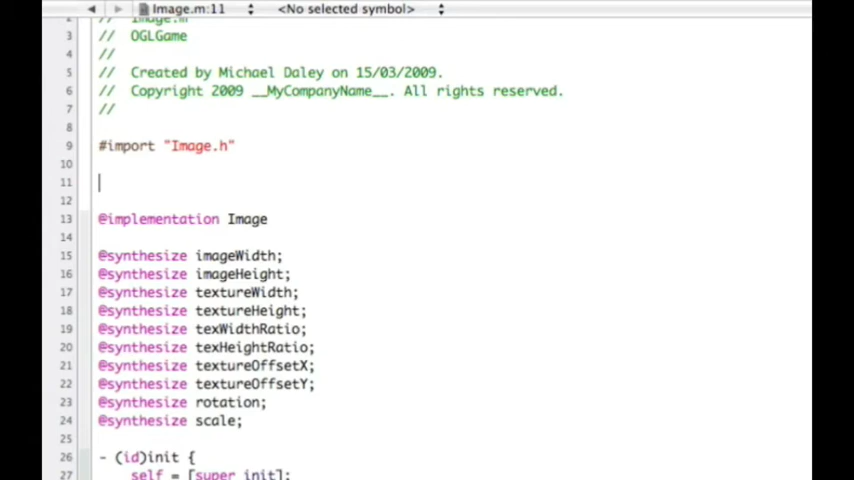 Image.m:11 <No selected symbol>
2 // Image.m
3 // OGLGame
4 //
5 // Created by Michael Daley on 15/03/2009.
6 // Copyright 2009 __MyCompanyName__. All rights reserved.
7 //
8
9 #import "Image.h"
10
11
12
13 @implementation Image
14
15 @synthesize imageWidth;
16 @synthesize imageHeight;
17 @synthesize textureWidth;
18 @synthesize textureHeight;
19 @synthesize texWidthRatio;
20 @synthesize texHeightRatio;
21 @synthesize textureOffsetX;
22 @synthesize textureOffsetY;
23 @synthesize rotation;
24 @synthesize scale;
25
26 - (id)init {
27 self = [super init];